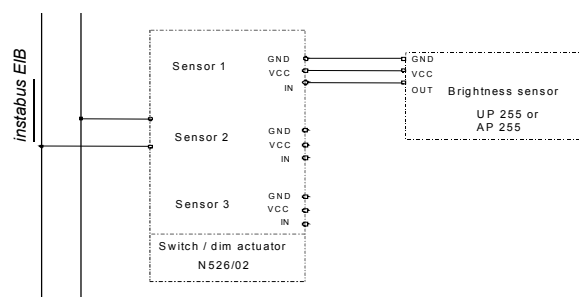 instabus EIB
Sensor 1
GND
VCC
IN
Sensor 2
GND
VCC
IN
Sensor 3
GND
VCC
IN
Switch / dim actuator
N526/02
GND
VCC
OUT
Brightness sensor
UP 255 or
AP 255